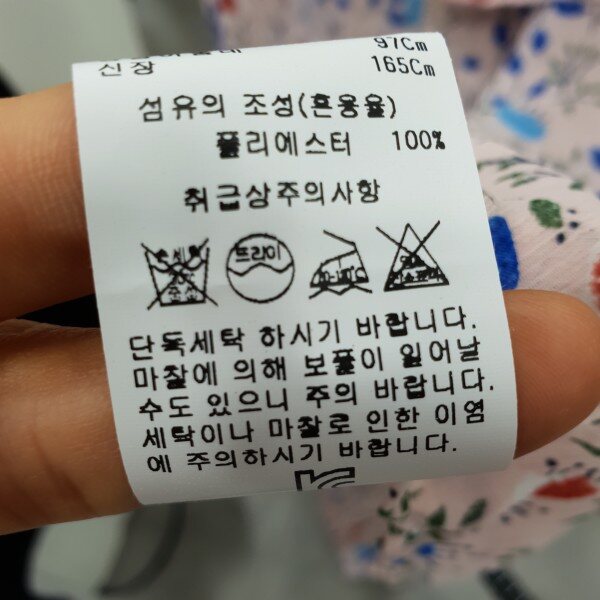 97Cm
신장 165Cm
섬유의 조성(혼용율)
폴리에스터 100%
취급상주의사항
드라이
단독세탁 하시기 바랍니다.
마찰에 의해 보풀이 일어날
수도 있으니 주의 바랍니다.
세탁이나 마찰로 인한 이염
에 주의하시기 바랍니다.